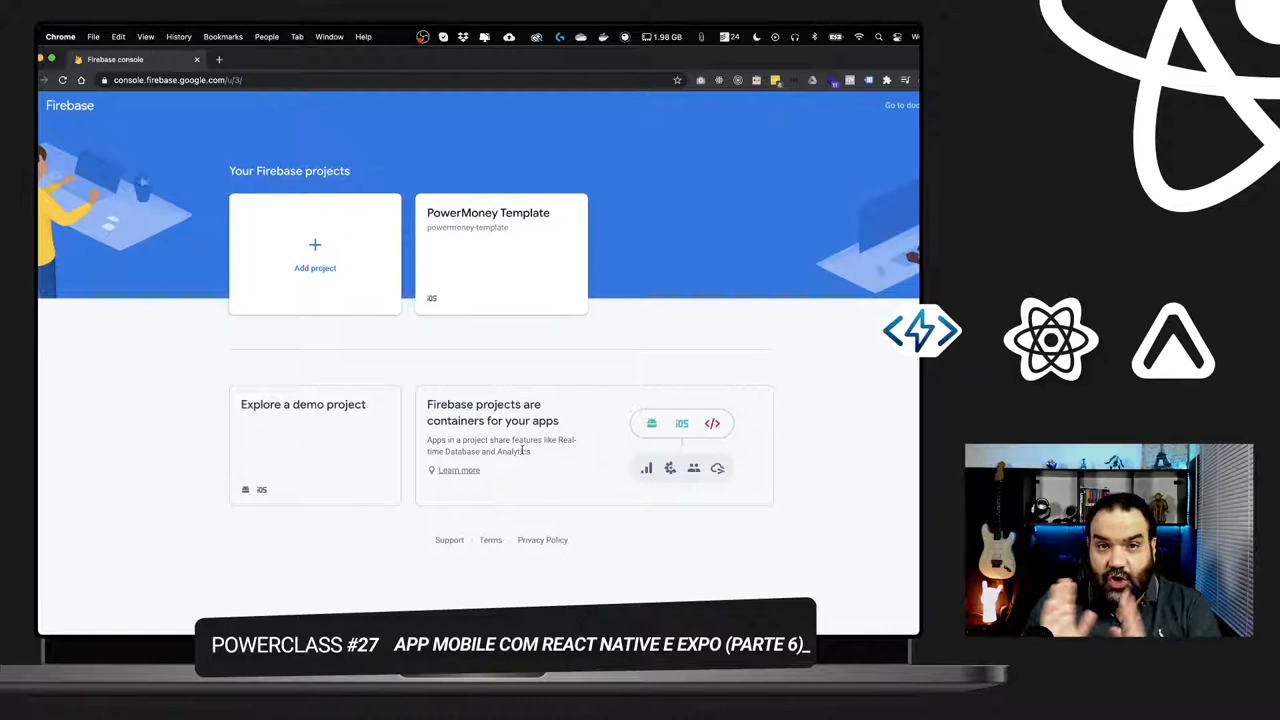 Chrome File Edit View History Bookmarks People Tab Window Help 1.98 GB 24
Firebase console
console.firebase.google.com/u/3/
Firebase
Go to doc
Your Firebase projects
Add project
PowerMoney Template
powermoney-template
iOS
Explore a demo project
iOS
Firebase projects are
containers for your apps
Apps in a project share features like Real-
time Database and Analytics
Learn more
iOS </>
Support Terms Privacy Policy
POWERCLASS #27 APP MOBILE COM REACT NATIVE E EXPO (PARTE 6)_